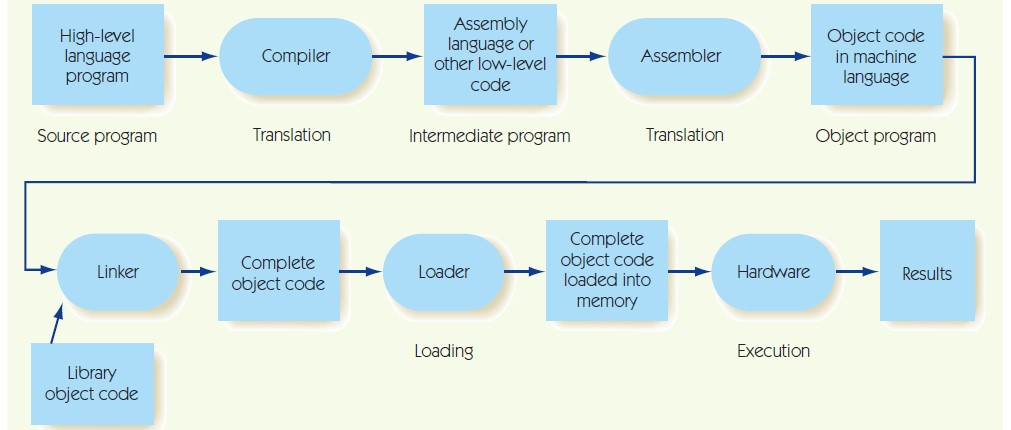 High-level
language
program
Compiler
Assembly
language or
other low-level
code
Assembler
Object code
in machine
language
Source program
Translation
Intermediate program
Translation
Object program
Linker
Complete
object code
Loader
Complete
object code
loaded into
memory
Hardware
Results
Loading
Execution
Library
object code